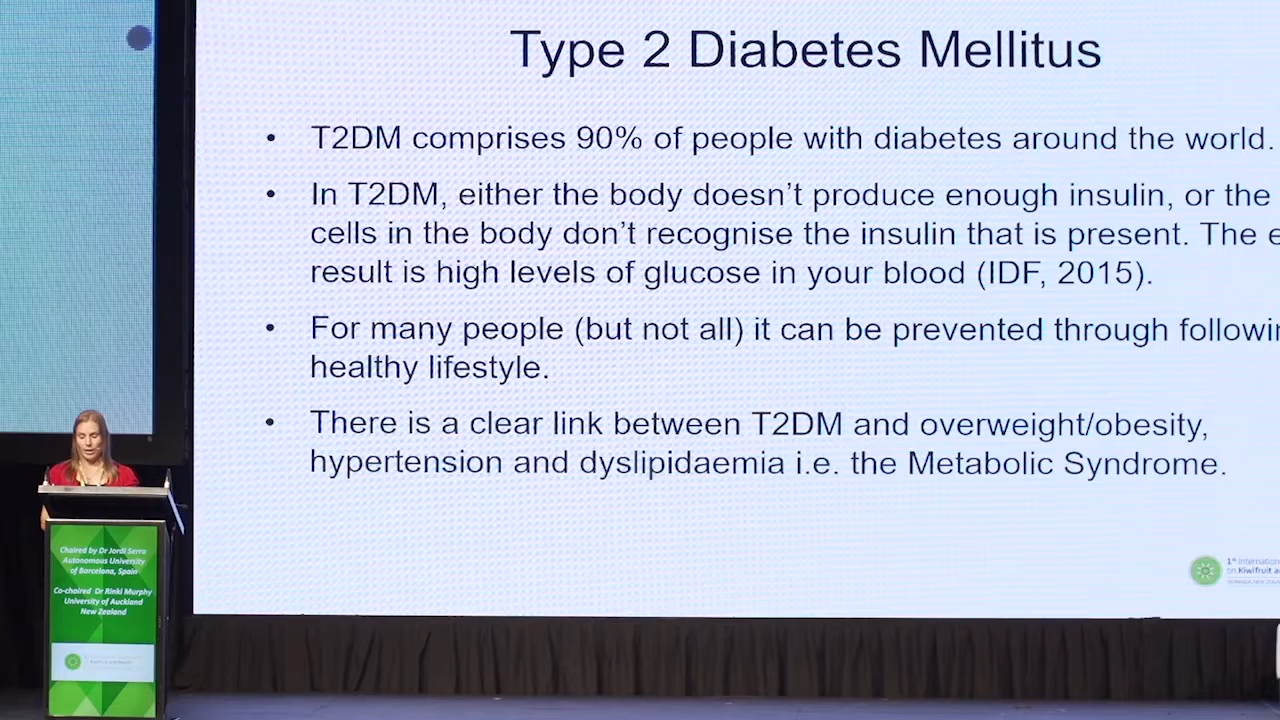 Type 2 Diabetes Mellitus
• T2DM comprises 90% of people with diabetes around the world.
• In T2DM, either the body doesn't produce enough insulin, or the
cells in the body don't recognise the insulin that is present. The
result is high levels of glucose in your blood (IDF, 2015).
• For many people (but not all) it can be prevented through
healthy lifestyle.
• There is a clear link between T2DM and overweight/obesity,
hypertension and dyslipidaemia i.e. the Metabolic Syndrome.
1st
on Kiwifruit
Chaired by Dr Jordi Serra
Autonomous University
of Barcelona, Spain
Co-chaired Dr Rinki Murphy
University of Auckland
New Zealand